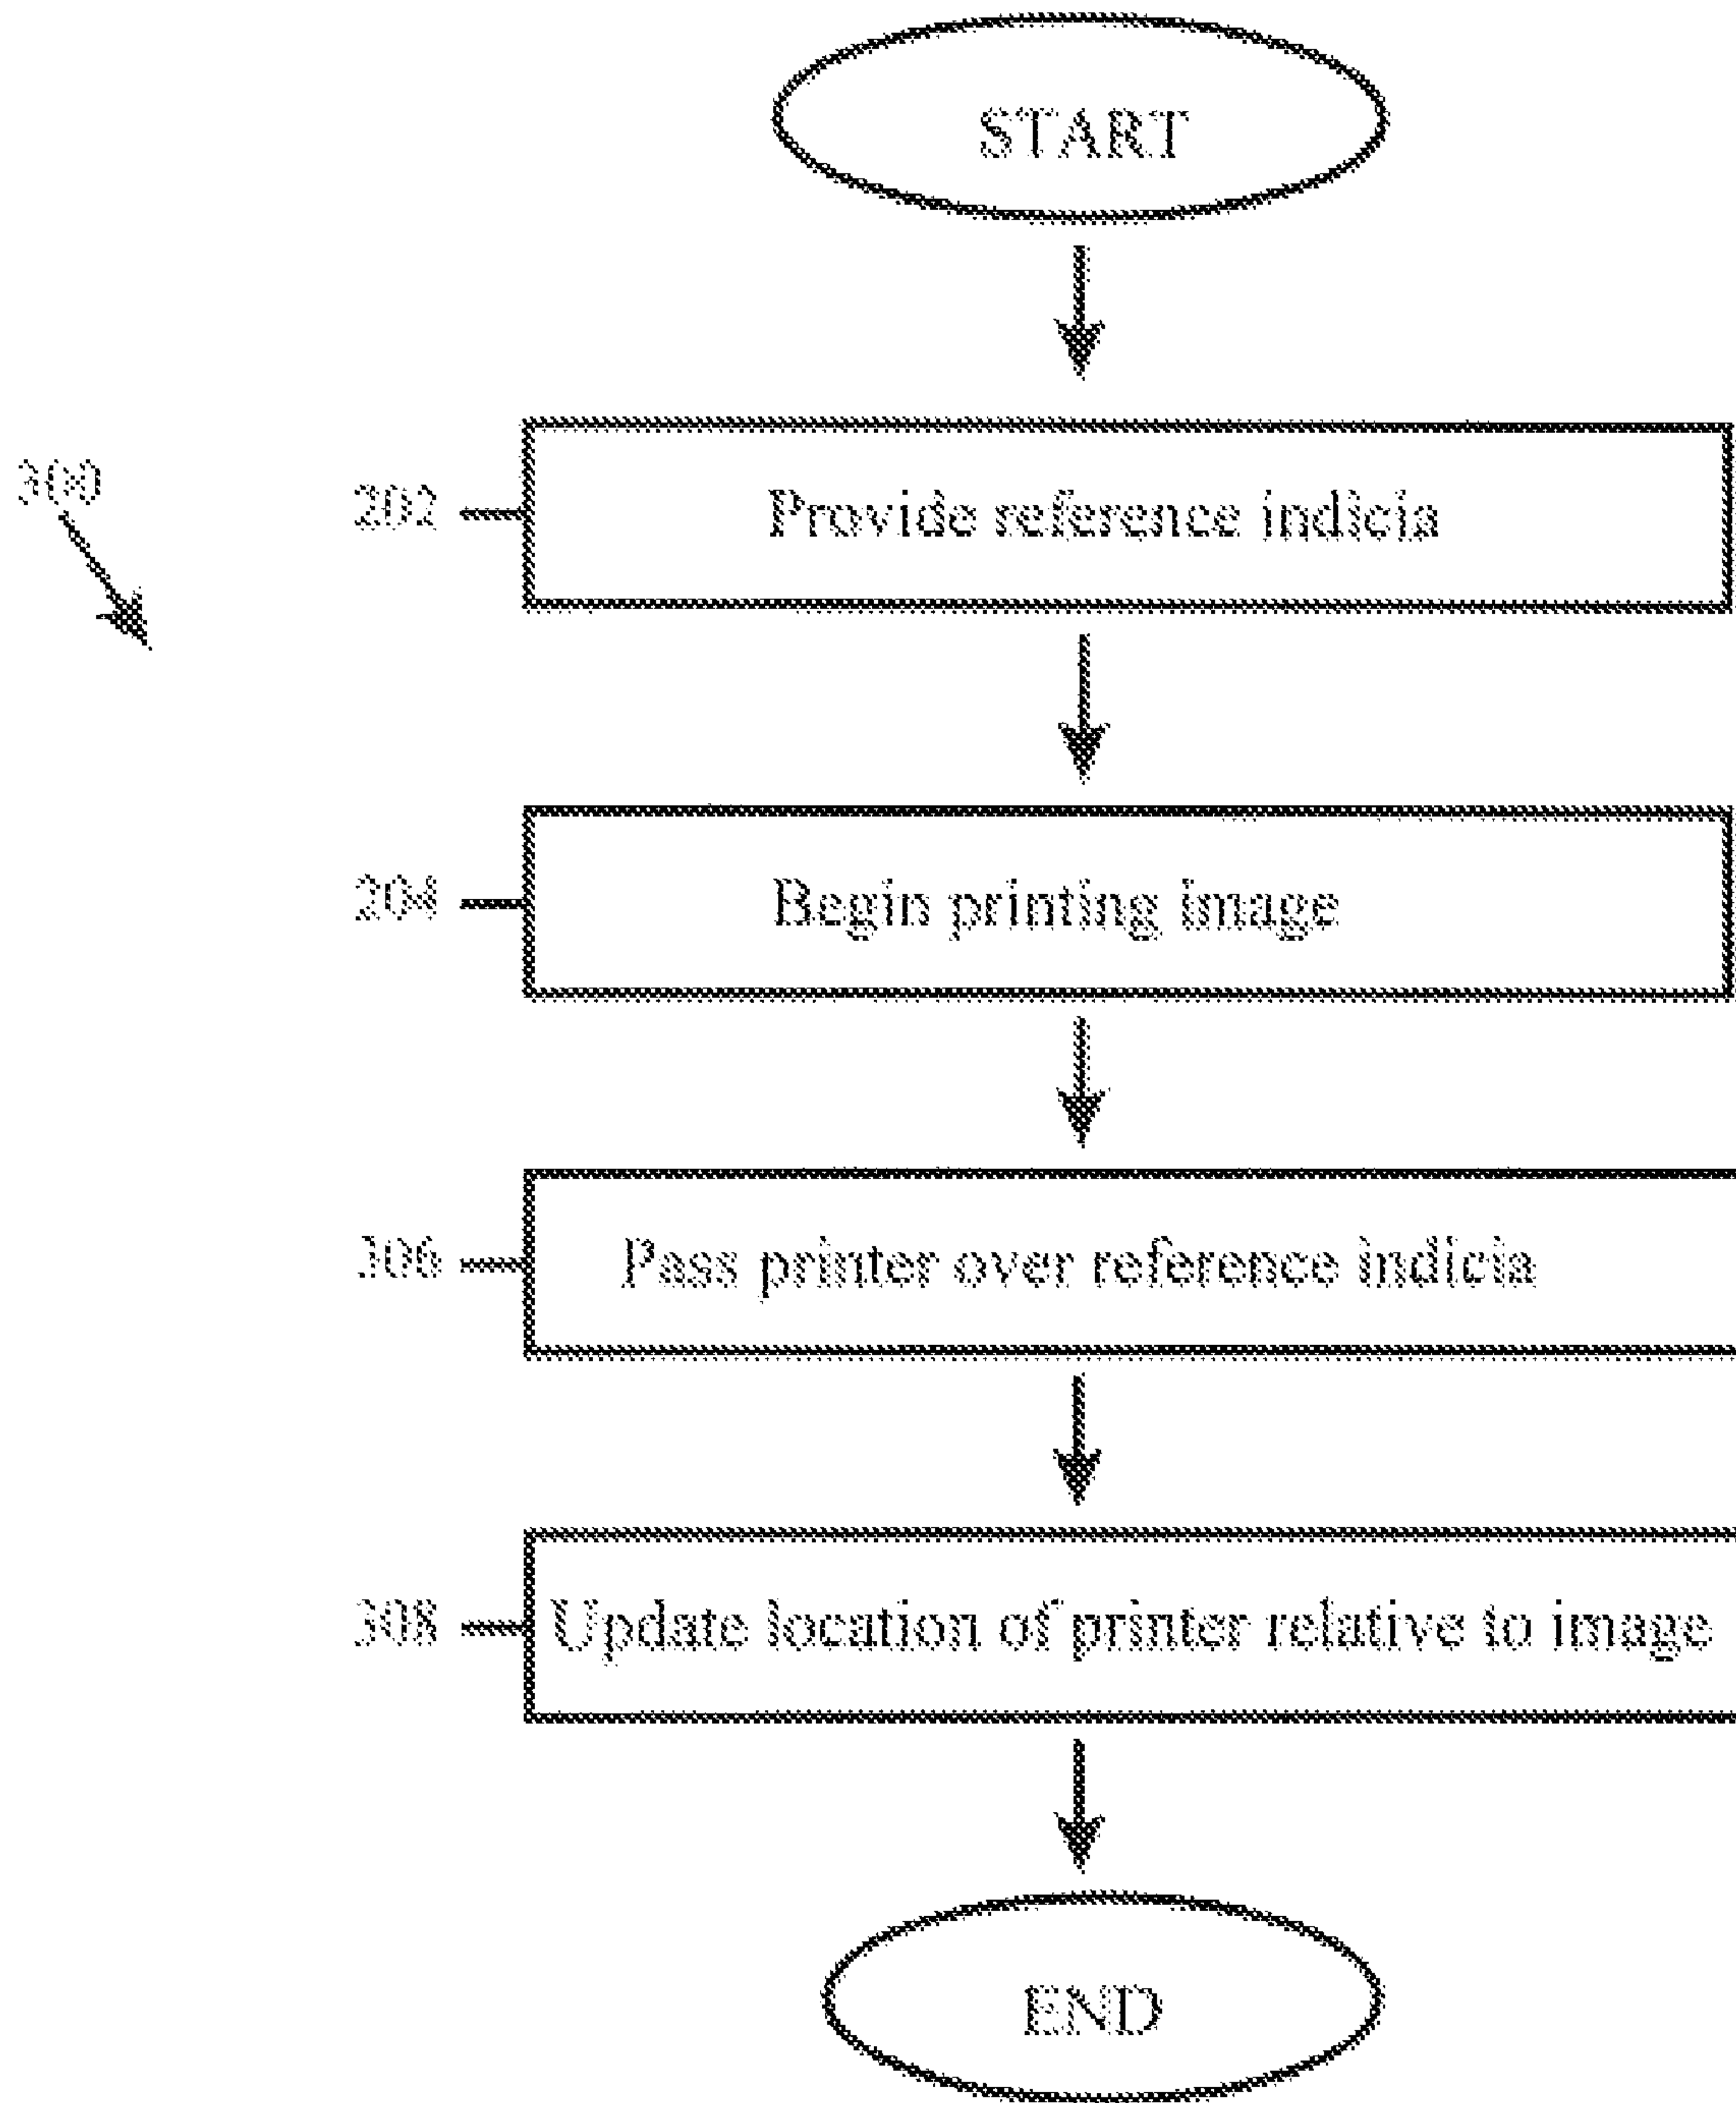 START
300
202
Provide reference indicia
204
Begin printing image
306
Pass printer over reference indicia
308
Update location of printer relative to image
END